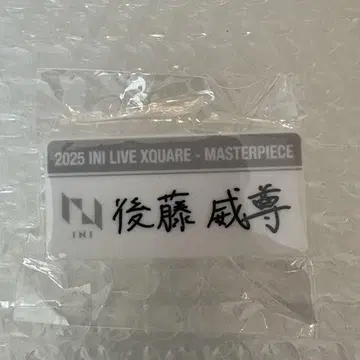 2025 INI LIVE XQUARE - MASTERPIECE
INI 後藤 威尊